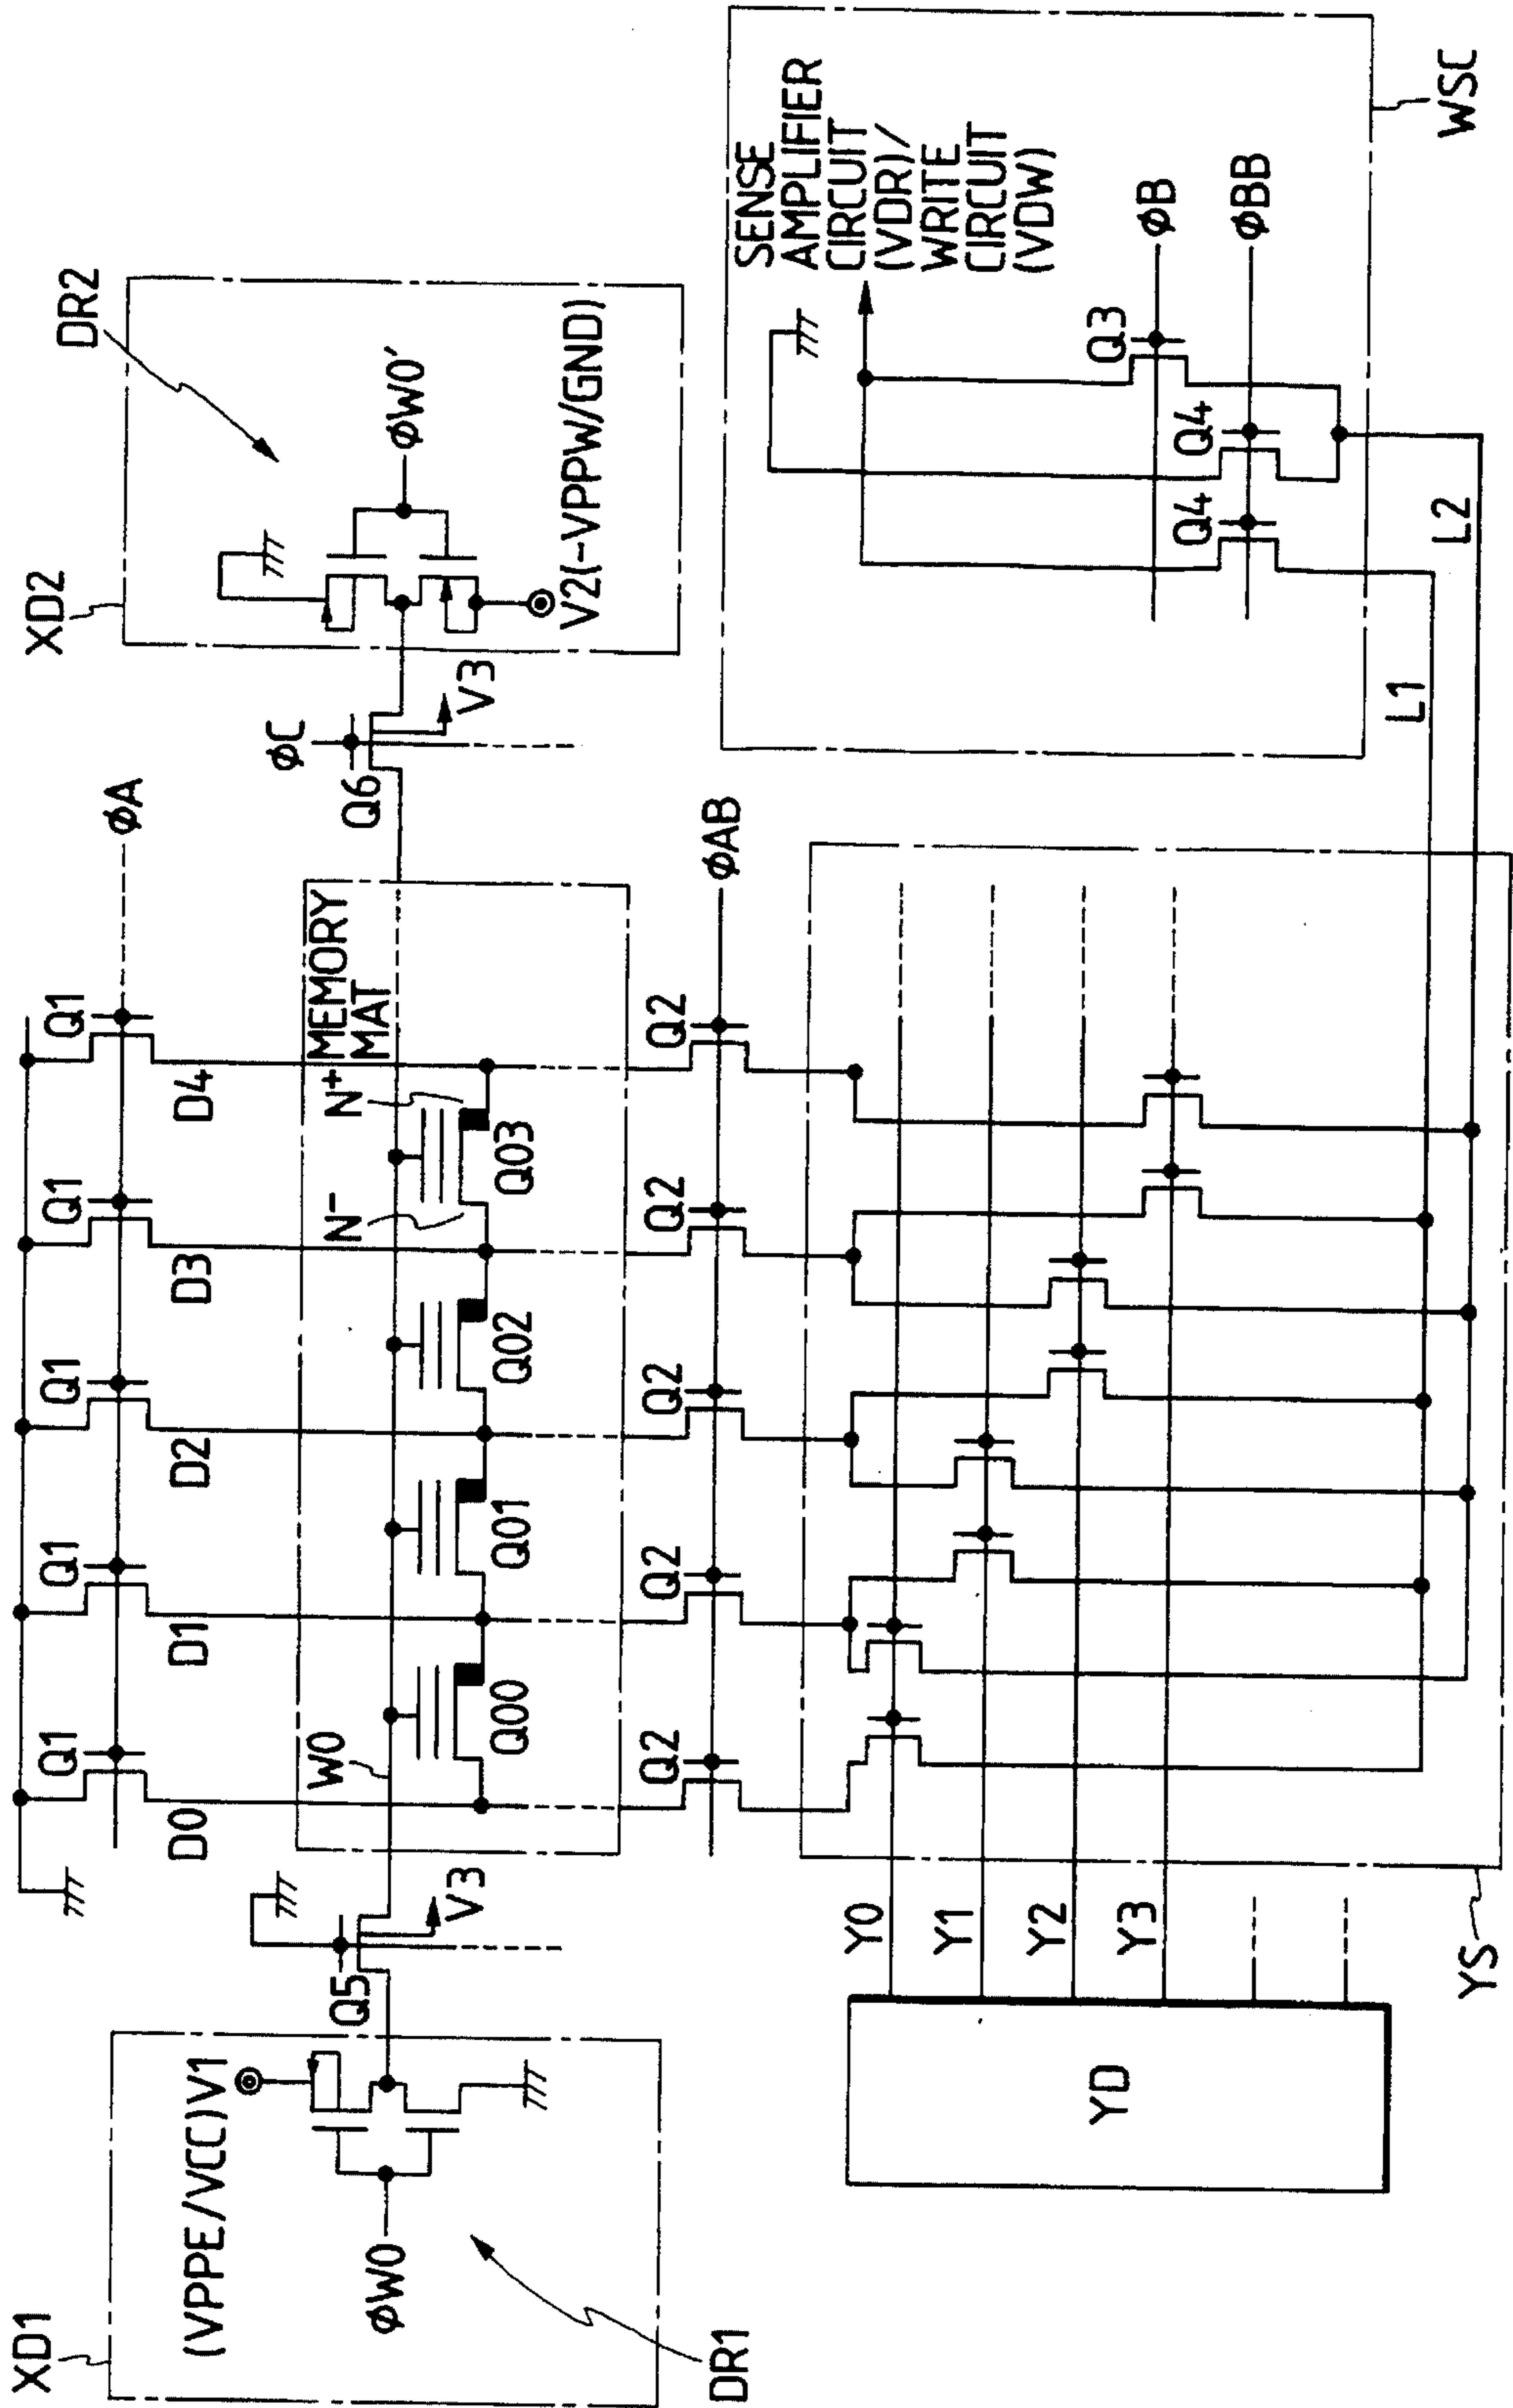 XD1
(VPPE/VCC)V1
φW0
DR1
Q5
V3
Q1
Q1
Q1
Q1
Q1
φA
D0
D1
D2
D3
D4
W0
MEMORY
MAT
N-
N+
Q00
Q01
Q02
Q03
φC
Q6
V3
XD2
DR2
φW0'
V2(-VPPW/GND)
Q2
Q2
Q2
Q2
Q2
φAB
YD
Y0
Y1
Y2
Y3
YS
L1
L2
SENSE
AMPLIFIER
CIRCUIT
(VDR)/
WRITE
CIRCUIT
(VDW)
Q4
Q4
Q3
φB
φBB
WSC